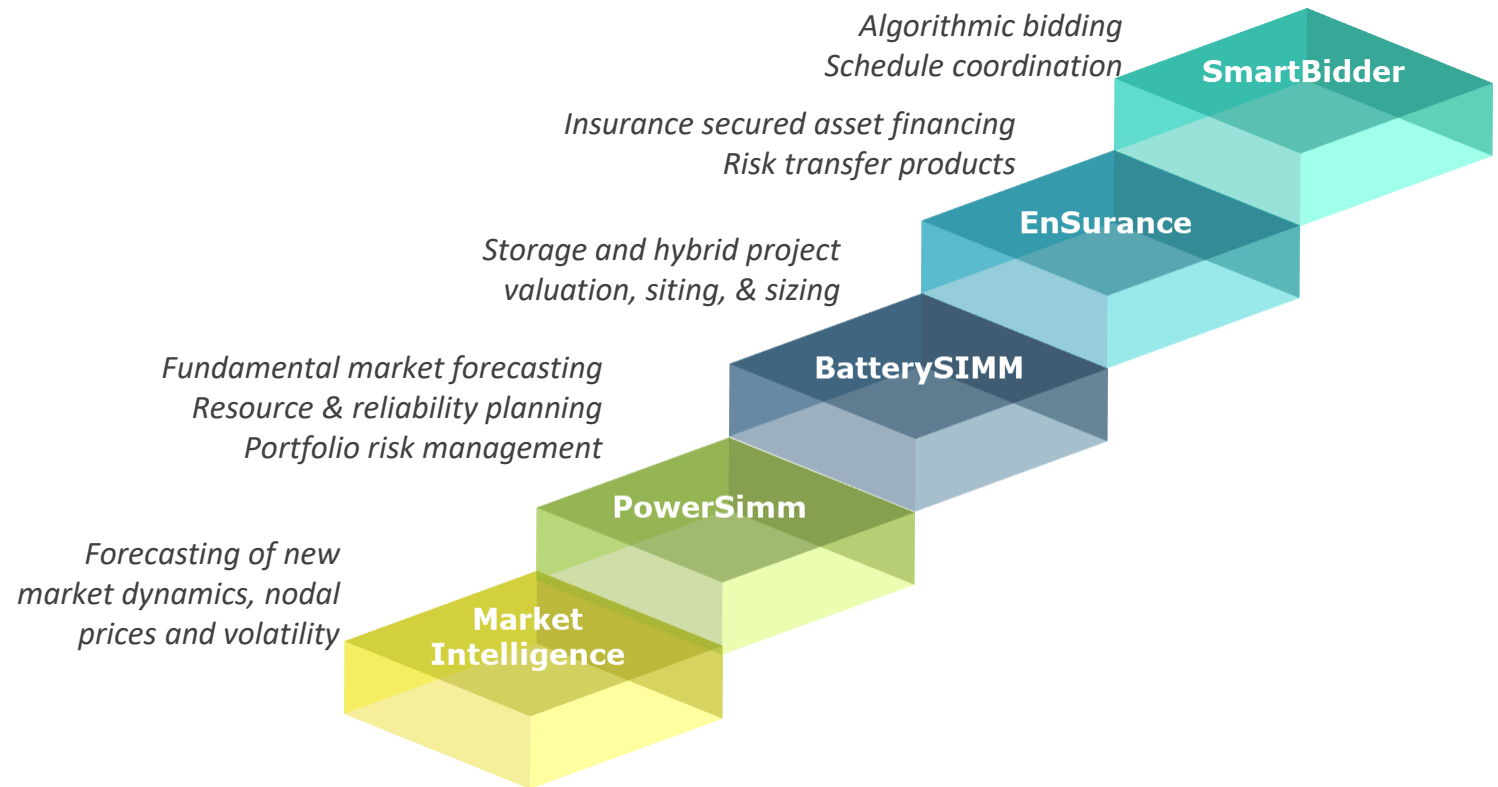 Algorithmic bidding
Schedule coordination
SmartBidder
Insurance secured asset financing
Risk transfer products
EnSurance
Storage and hybrid project
valuation, siting, & sizing
BatterySIMM
Fundamental market forecasting
Resource & reliability planning
Portfolio risk management
PowerSimm
Forecasting of new
market dynamics, nodal
prices and volatility
Market
Intelligence